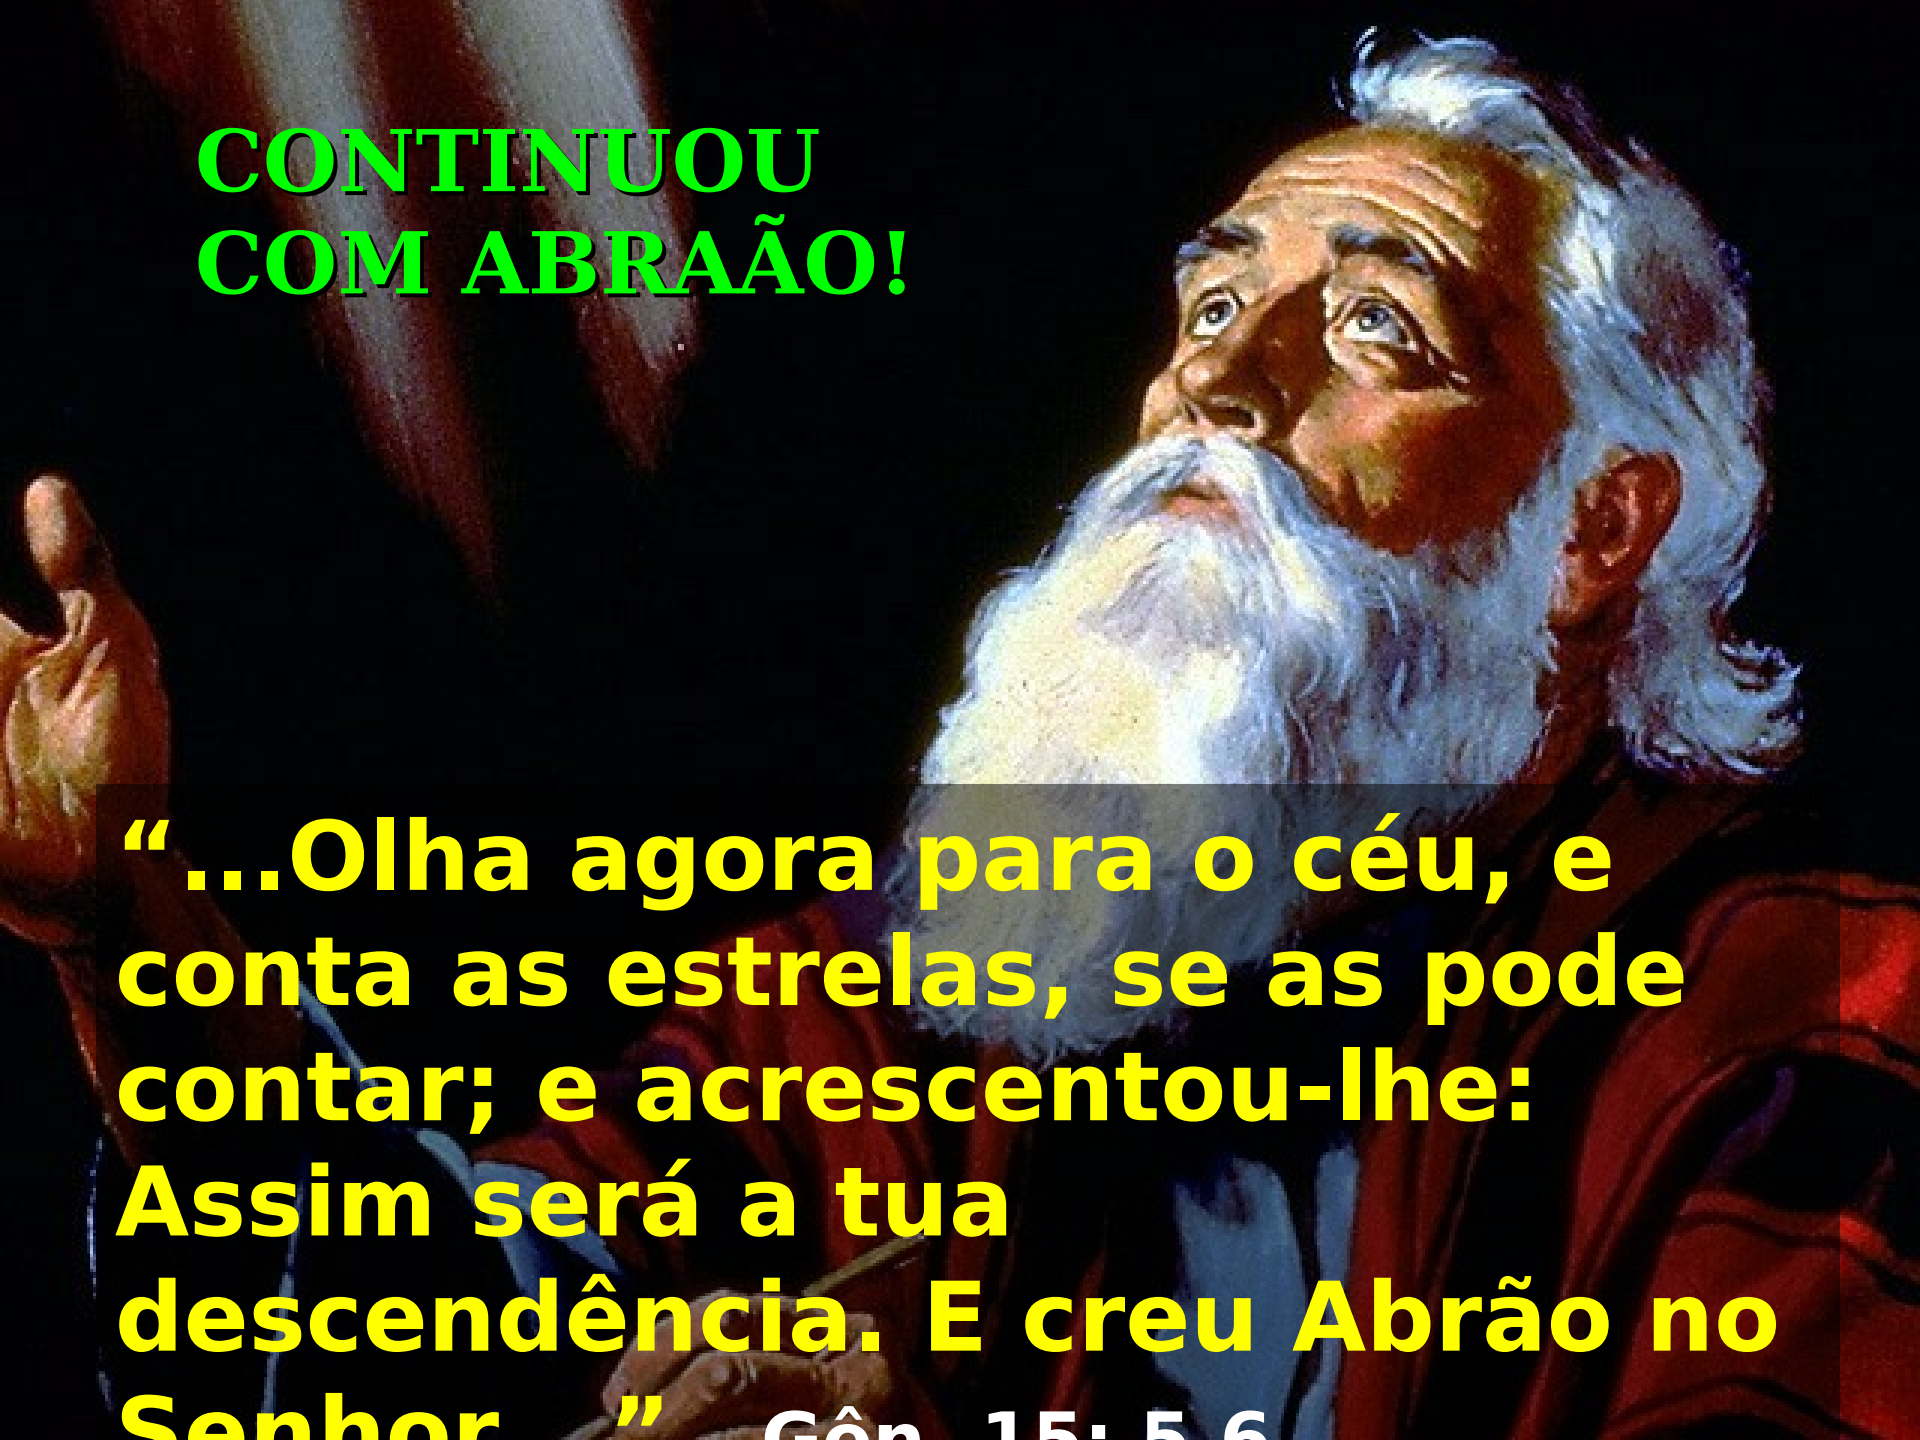 CONTINUOU
COM ABRAÃO!
“...Olha agora para o céu, e
conta as estrelas, se as pode
contar; e acrescentou-lhe:
Assim será a tua
descendência. E creu Abrão no
Senhor...” Gên. 15: 5,6